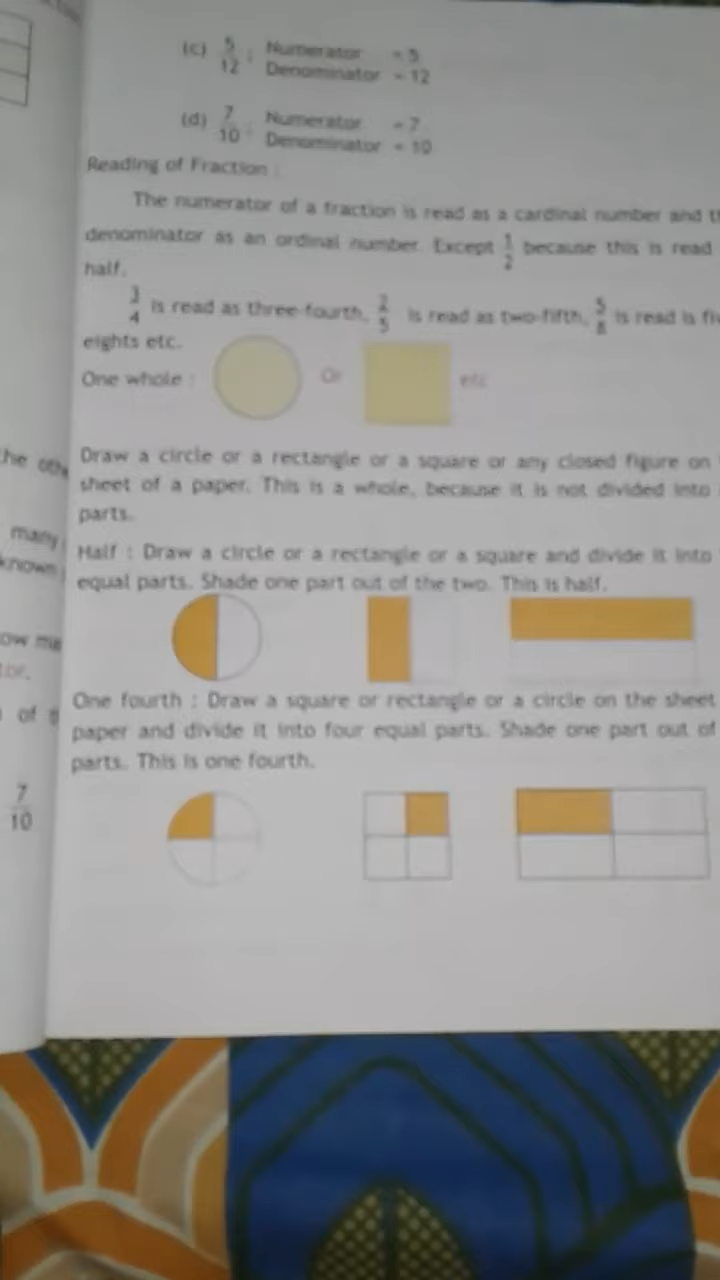 (c) 5/12 : Numerator = 5
Denominator = 12
(d) 7/10 : Numerator = 7
Denominator = 10
Reading of Fraction :
The numerator of a fraction is read as a cardinal number and
denominator as an ordinal number. Except 1/2 because this is read
half.
3/4 is read as three-fourth, 2/5 is read as two-fifth, 5/8 is read is
eights etc.
One whole : Or etc
Draw a circle or a rectangle or a square or any closed figure on
sheet of a paper. This is a whole, because it is not divided into
parts.
Half : Draw a circle or a rectangle or a square and divide it into
equal parts. Shade one part out of the two. This is half.
One fourth : Draw a square or rectangle or a circle on the sheet
paper and divide it into four equal parts. Shade one part out of
parts. This is one fourth.
many
known
of
7/10